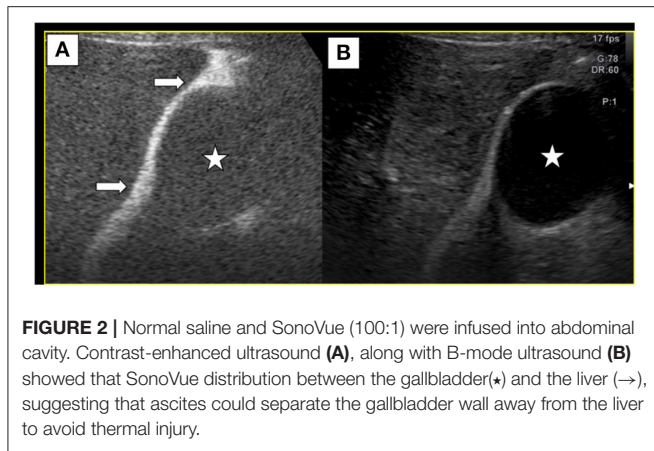 A
B
17 fps
G:78
DR:60
P:1
FIGURE 2 | Normal saline and SonoVue (100:1) were infused into abdominal
cavity. Contrast-enhanced ultrasound (A), along with B-mode ultrasound (B)
showed that SonoVue distribution between the gallbladder(⋆) and the liver (→),
suggesting that ascites could separate the gallbladder wall away from the liver
to avoid thermal injury.